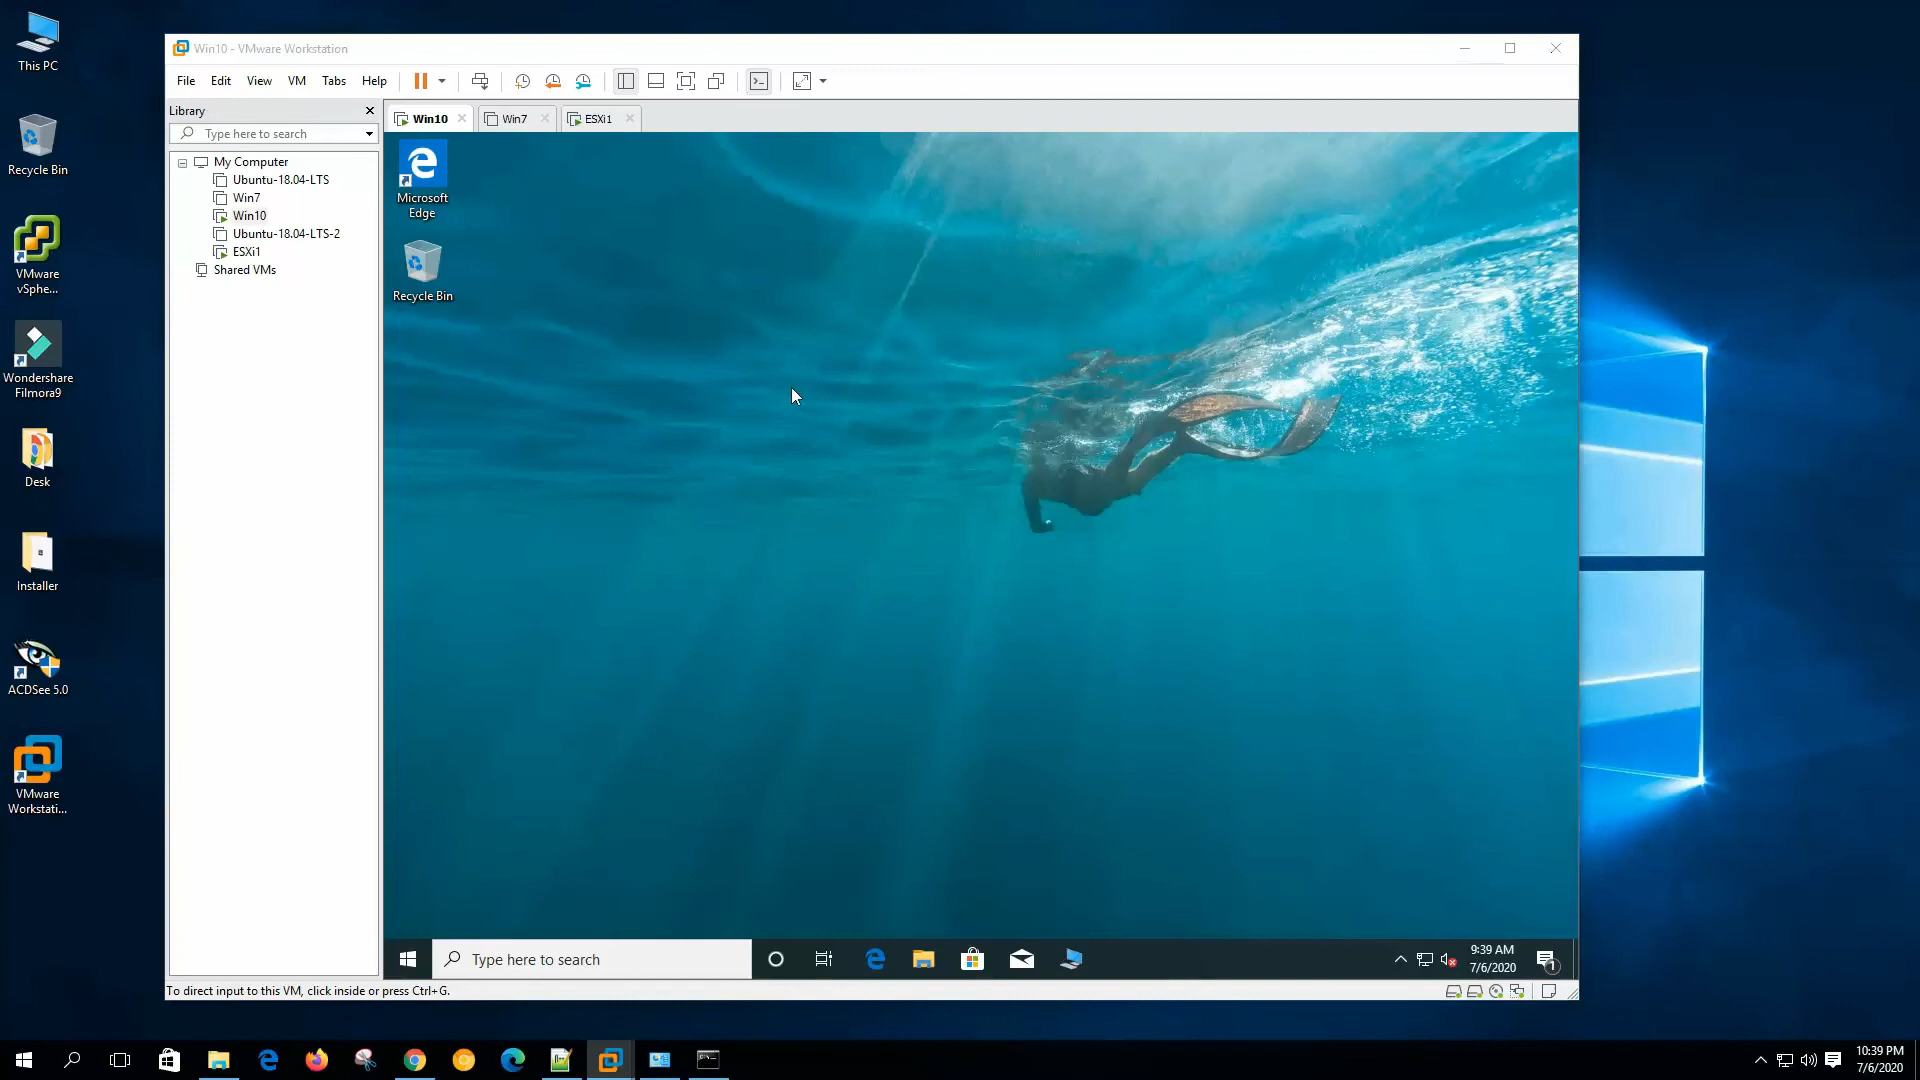 This PC
Recycle Bin
VMware
vSphe...
Wondershare
Filmora9
Desk
Installer
ACDSee 5.0
VMware
Workstati...
Win10 - VMware Workstation
File Edit View VM Tabs Help
Library
Type here to search
My Computer
Ubuntu-18.04-LTS
Win7
Win10
Ubuntu-18.04-LTS-2
ESXi1
Shared VMs
Win10 Win7 ESXi1
Microsoft
Edge
Recycle Bin
Type here to search
9:39 AM
7/6/2020
1
To direct input to this VM, click inside or press Ctrl+G.
10:39 PM
7/6/2020